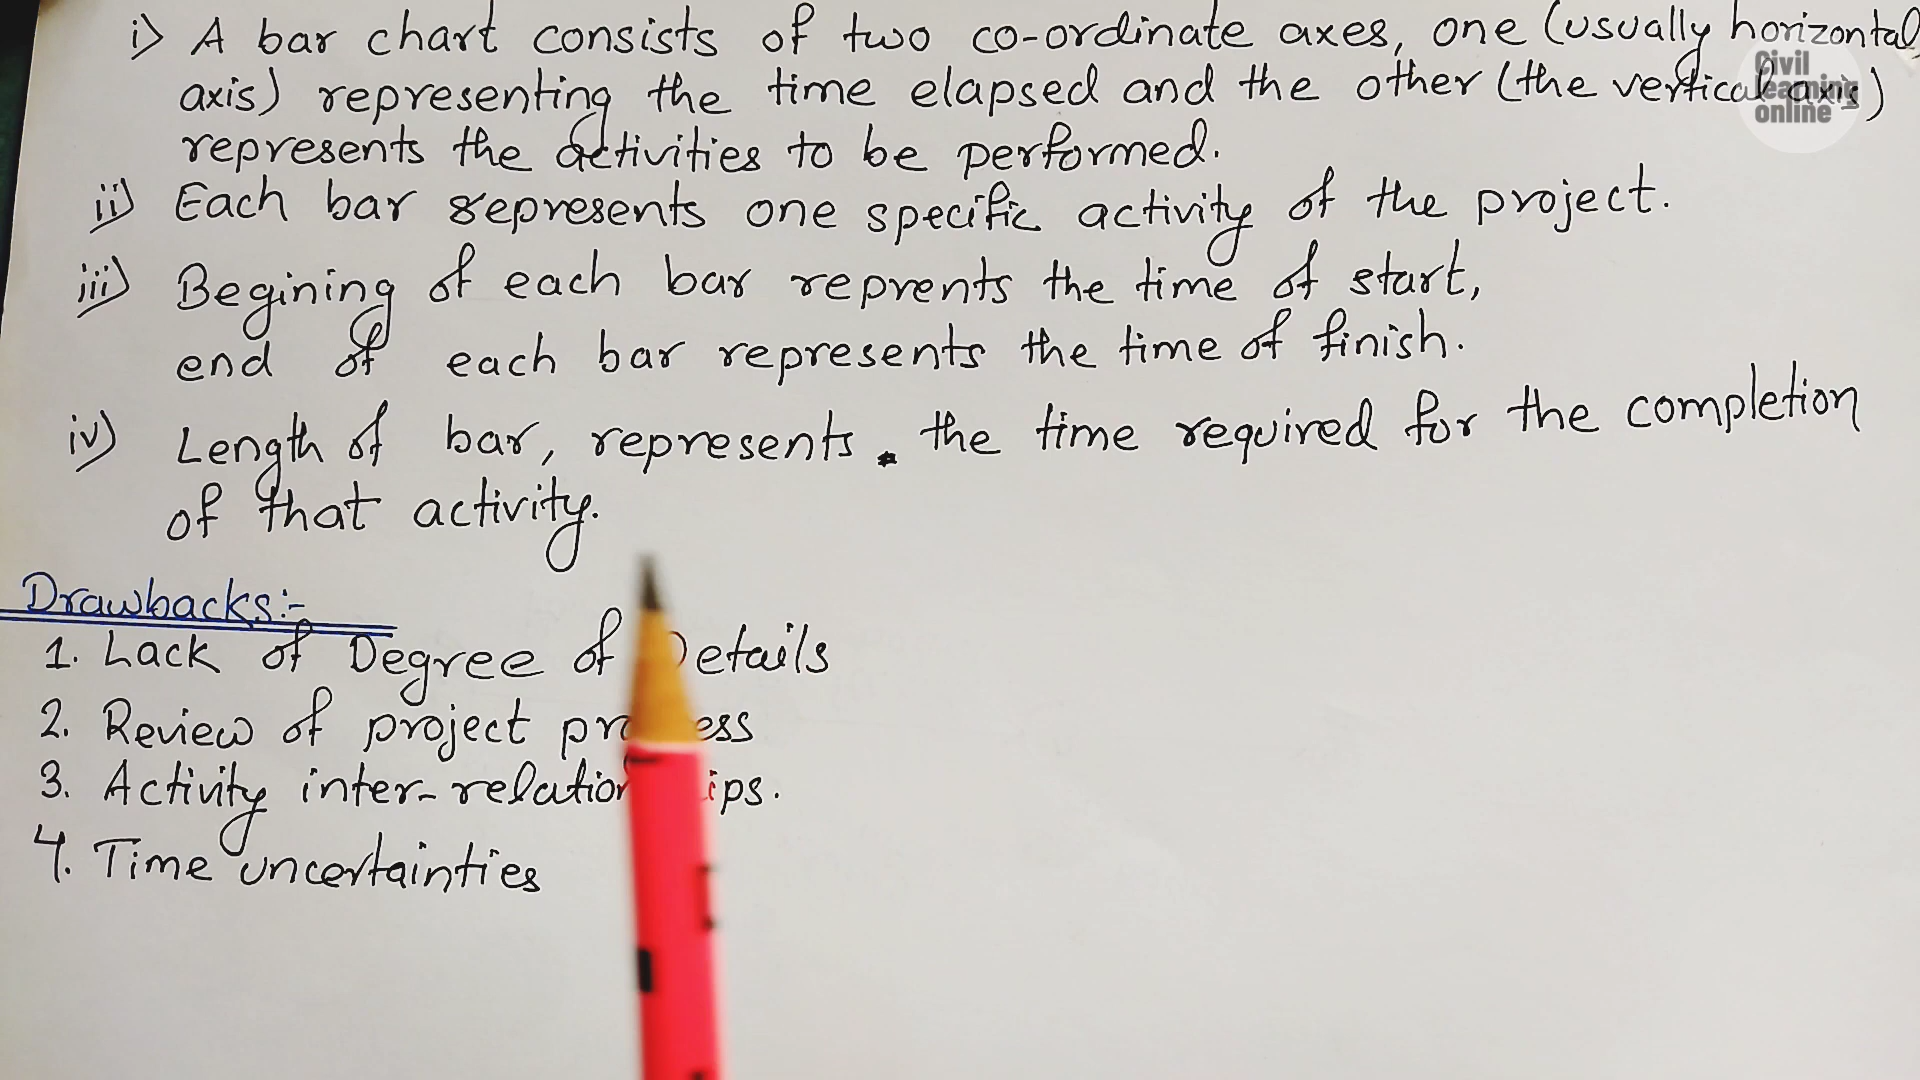 i) A bar chart consists of two co-ordinate axes, one (usually horizontal
axis) representing the time elapsed and the other (the vertical axis)
represents the activities to be performed.
ii) Each bar represents one specific activity of the project.
iii) Begining of each bar reprents the time of start,
end of each bar represents the time of finish.
iv) Length of bar, represents. the time required for the completion
of that activity.
Drawbacks:-
1. Lack of Degree of Details
2. Review of project
3. Activity
4. Time uncertainties
Civil
learning
online